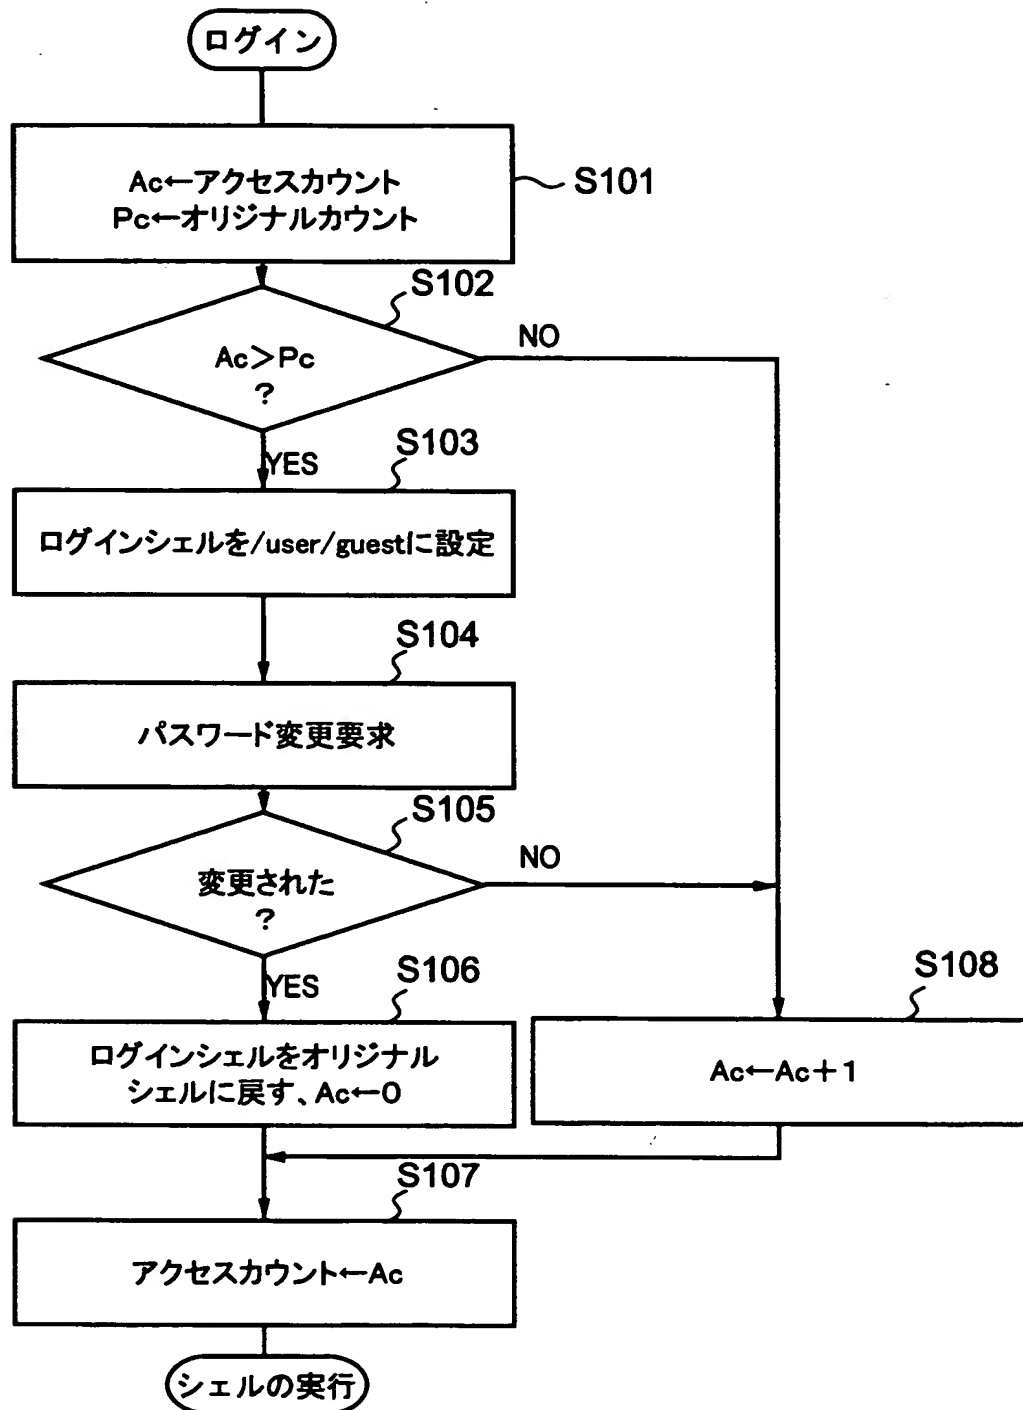 ログイン
Ac←アクセスカウント
Pc←オリジナルカウント
S101
S102
Ac>Pc
?
NO
YES
S103
ログインシェルを/user/guestに設定
S104
パスワード変更要求
S105
変更された
?
NO
YES
S106
ログインシェルをオリジナル
シェルに戻す、Ac←0
S108
Ac←Ac+1
S107
アクセスカウント←Ac
シェルの実行